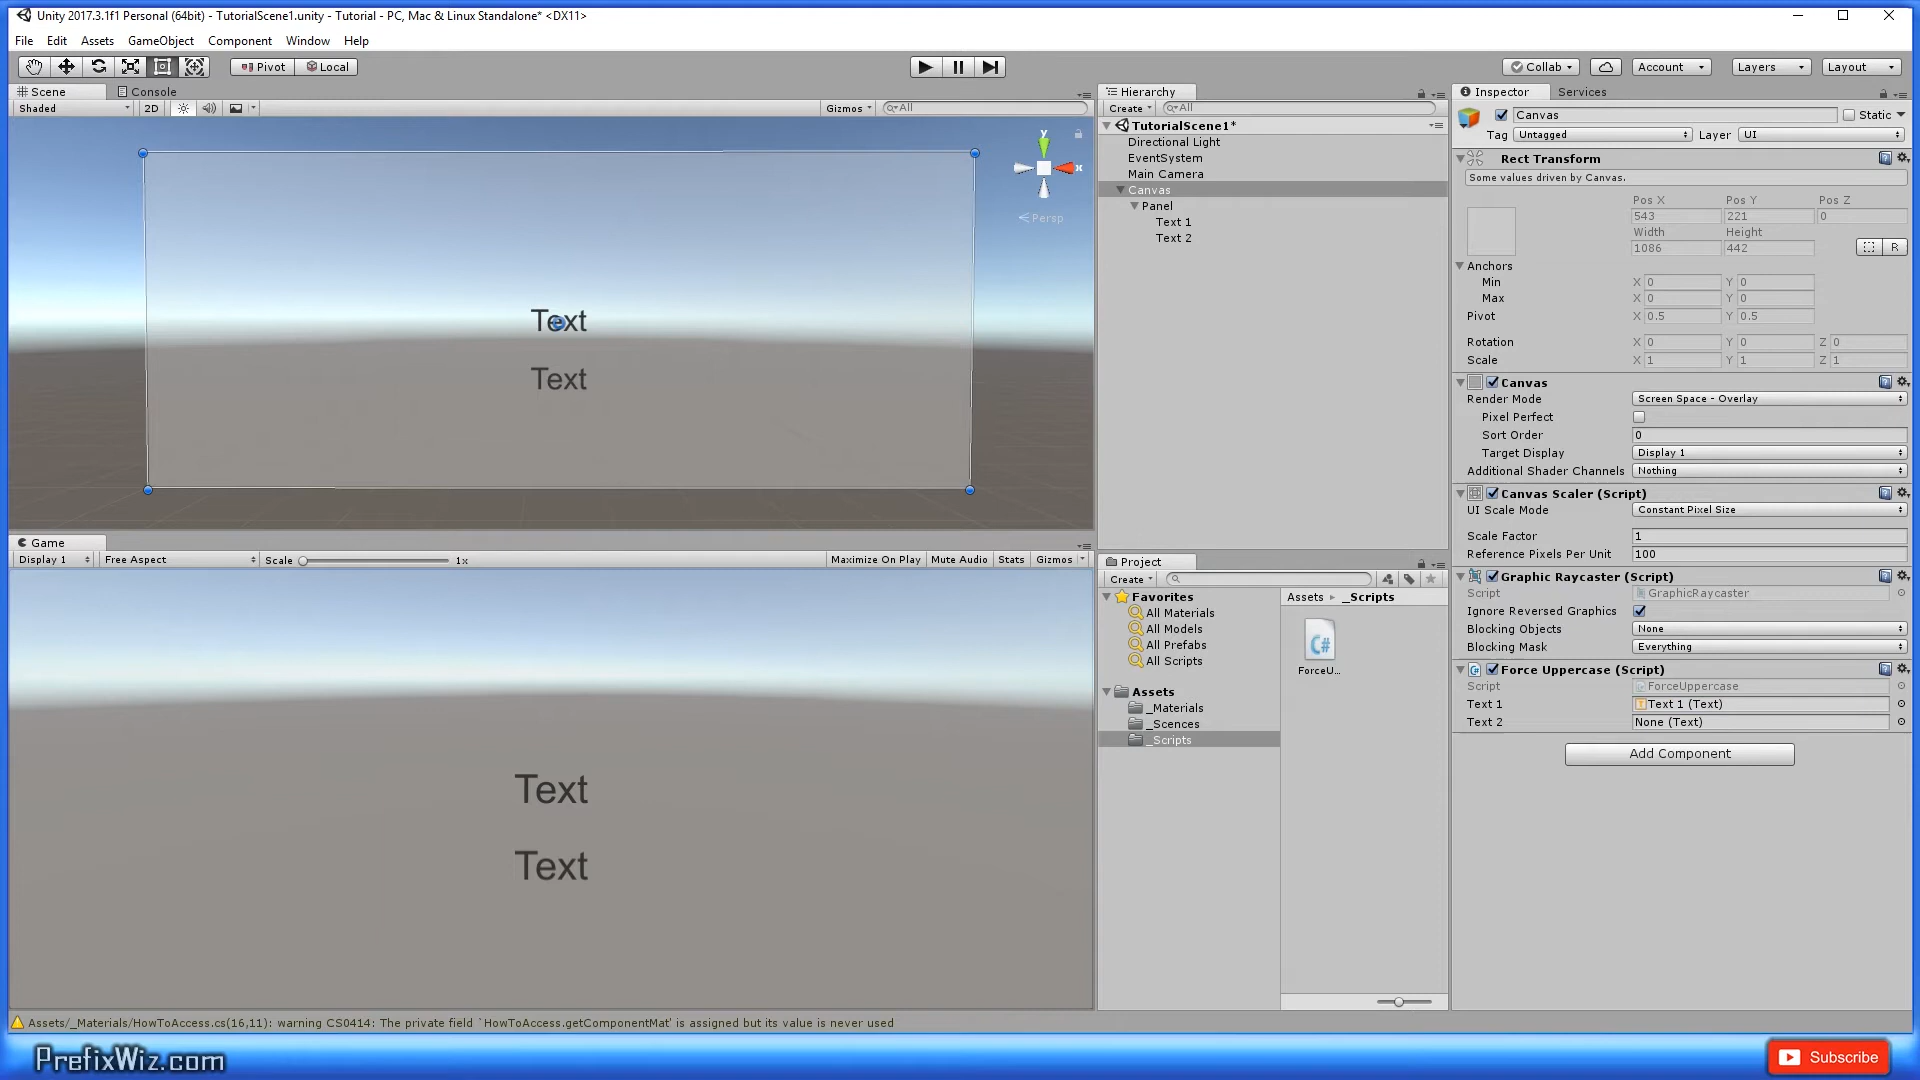 Unity 2017.3.1f1 Personal (64bit) - TutorialScene1.unity - Tutorial - PC, Mac & Linux Standalone* <DX11>
File Edit Assets GameObject Component Window Help
Pivot Local
Collab Account Layers Layout
Scene Console
Shaded 2D Gizmos All
y
x
Persp
Text
Text
Game
Display 1 Free Aspect Scale 1x Maximize On Play Mute Audio Stats Gizmos
Text
Text
Hierarchy
Create All
TutorialScene1*
Directional Light
EventSystem
Main Camera
Canvas
Panel
Text 1
Text 2
Project
Create
Favorites
All Materials
All Models
All Prefabs
All Scripts
Assets
_Materials
_Scences
_Scripts
Assets _Scripts
C#
ForceU...
Inspector Services
Canvas Static
Tag Untagged Layer UI
Rect Transform
Some values driven by Canvas.
Pos X Pos Y Pos Z
543 221 0
Width Height
1086 442 R
Anchors
Min X 0 Y 0
Max X 0 Y 0
Pivot X 0.5 Y 0.5
Rotation X 0 Y 0 Z 0
Scale X 1 Y 1 Z 1
Canvas
Render Mode Screen Space - Overlay
Pixel Perfect
Sort Order 0
Target Display Display 1
Additional Shader Channels Nothing
Canvas Scaler (Script)
UI Scale Mode Constant Pixel Size
Scale Factor 1
Reference Pixels Per Unit 100
Graphic Raycaster (Script)
Script GraphicRaycaster
Ignore Reversed Graphics
Blocking Objects None
Blocking Mask Everything
Force Uppercase (Script)
Script ForceUppercase
Text 1 Text 1 (Text)
Text 2 None (Text)
Add Component
Assets/_Materials/HowToAccess.cs(16,11): warning CS0414: The private field `HowToAccess.getComponentMat' is assigned but its value is never used
PrefixWiz.com
Subscribe